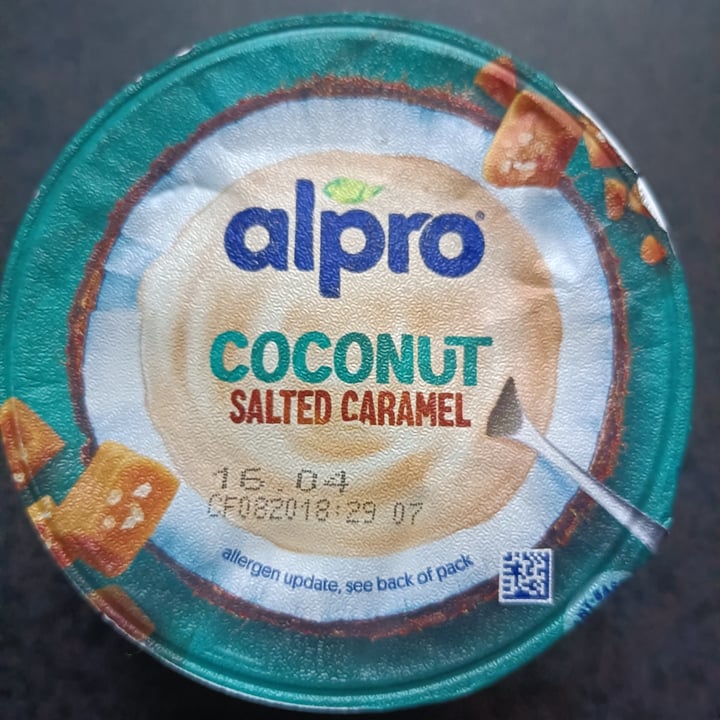 alpro
COCONUT
SALTED CARAMEL
16.04
CF082018:29 07
allergen update, see back of pack